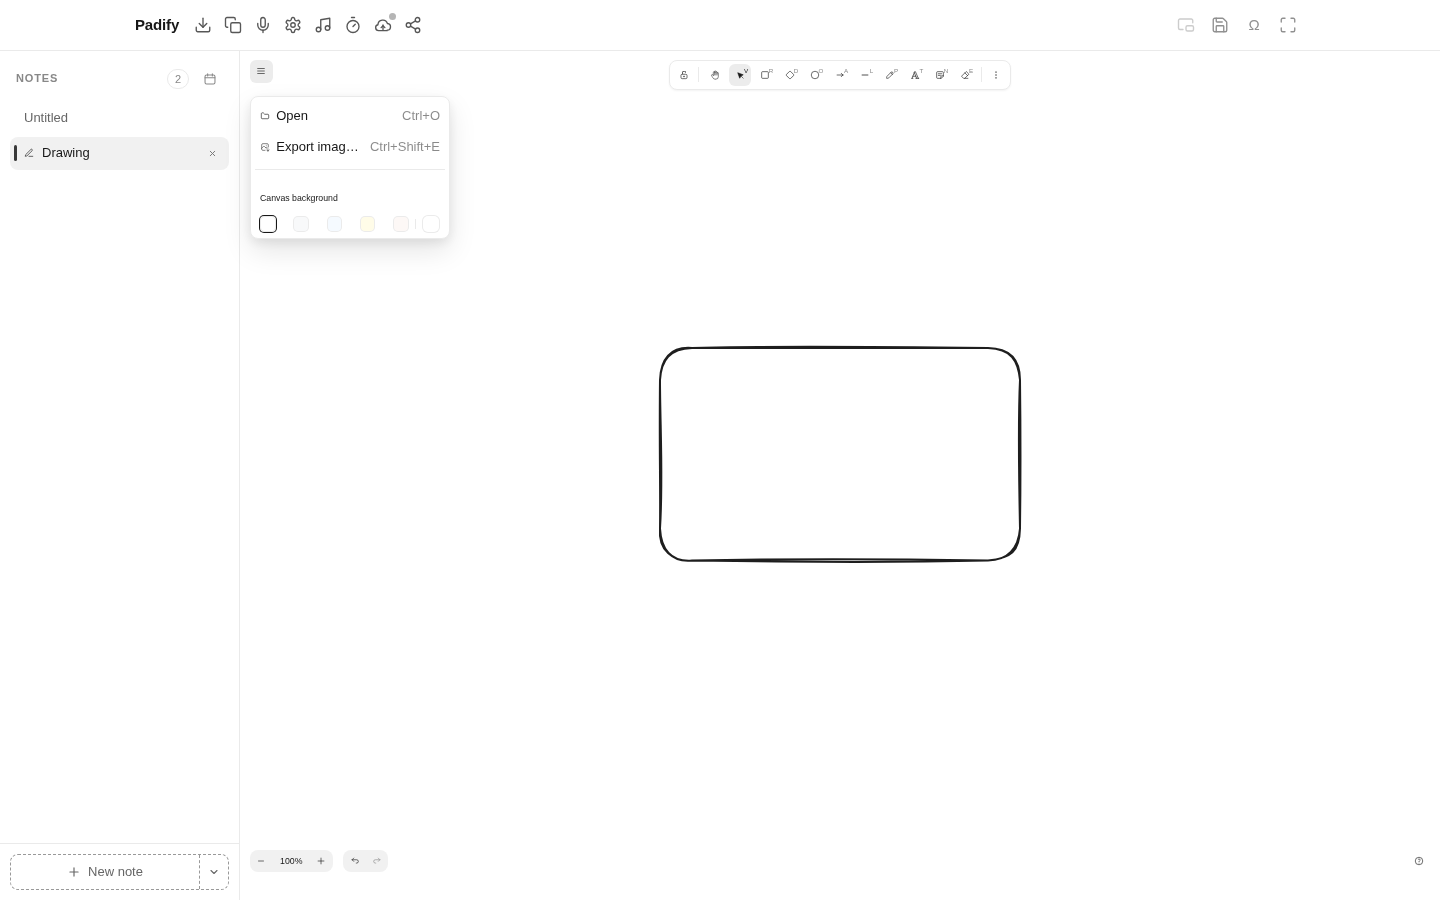 Padify
Ω
NOTES
2
Untitled
Drawing
Open Ctrl+O
Export imag… Ctrl+Shift+E
Canvas background
V R D O A L P T N E
New note
100%